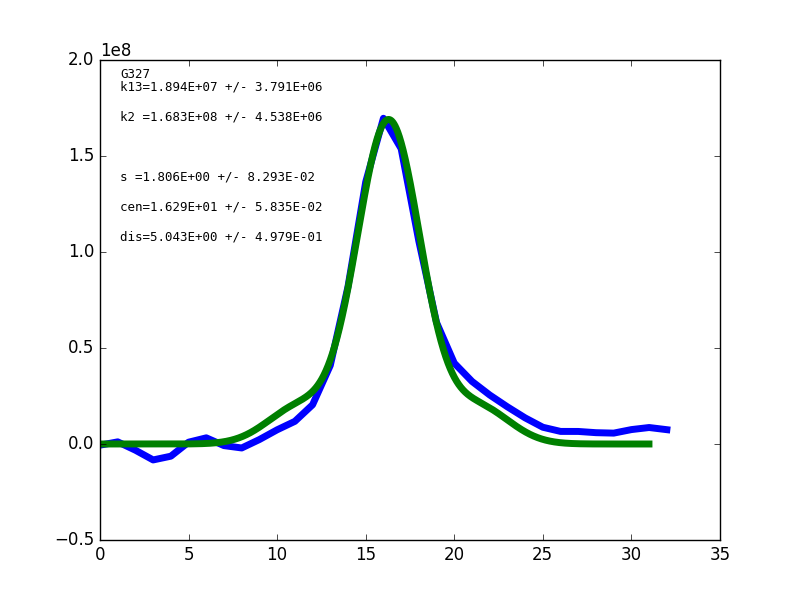 1e8
2.0
G327
k13=1.894E+07 +/- 3.791E+06
k2 =1.683E+08 +/- 4.538E+06
1.5
s =1.806E+00 +/- 8.293E-02
cen=1.629E+01 +/- 5.835E-02
dis=5.043E+00 +/- 4.979E-01
1.0
0.5
0.0
−0.5
0 5 10 15 20 25 30 35